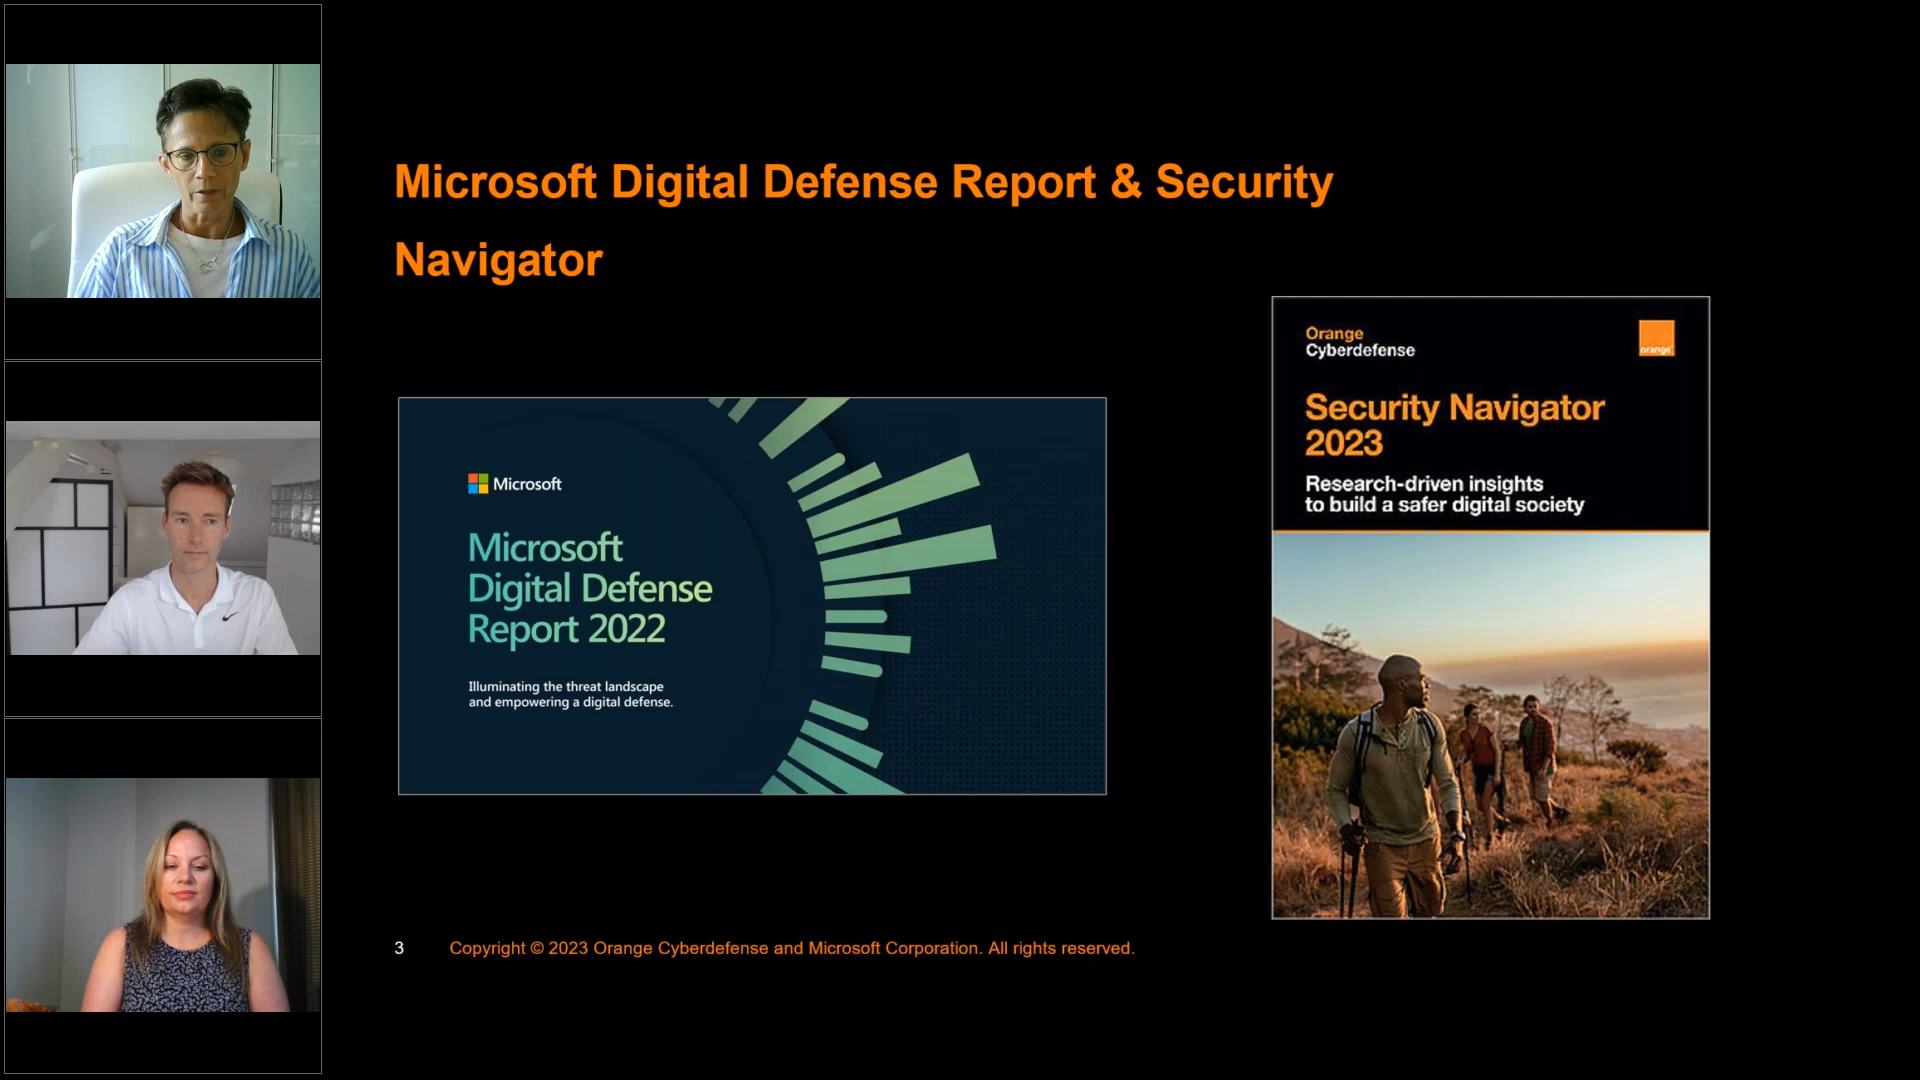 Microsoft Digital Defense Report & Security
Navigator
Microsoft
Microsoft
Digital Defense
Report 2022
Illuminating the threat landscape
and empowering a digital defense.
Orange
Cyberdefense
orange™
Security Navigator
2023
Research-driven insights
to build a safer digital society
3 Copyright © 2023 Orange Cyberdefense and Microsoft Corporation. All rights reserved.